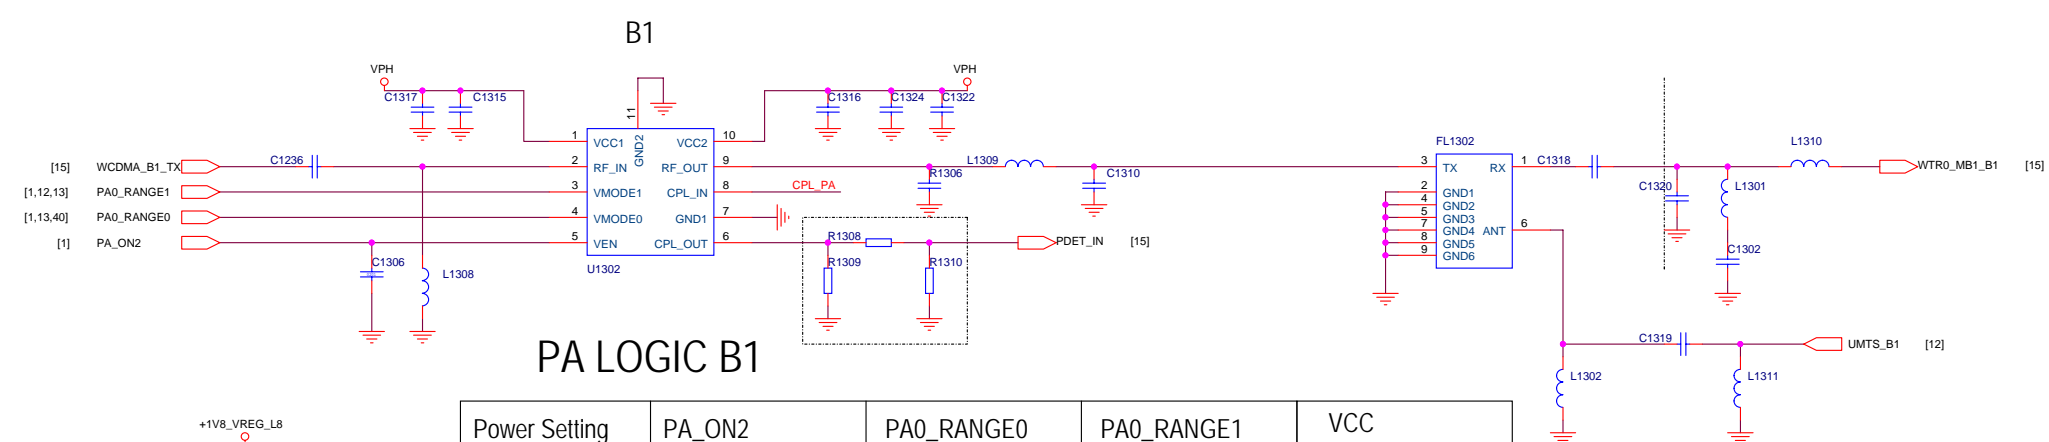 B1
VPH
VPH
C1317
C1315
C1316
C1324
C1322
11
GND2
1
VCC1
VCC2
10
FL1302
L1310
[15]
WCDMA_B1_TX
C1236
2
RF_IN
RF_OUT
9
L1309
R1306
C1310
3
TX
RX
1
C1318
WTR0_MB1_B1
[15]
[1,12,13]
PA0_RANGE1
3
VMODE1
CPL_IN
8
CPL_PA
2
GND1
C1320
L1301
4
GND2
[1,13,40]
PA0_RANGE0
4
VMODE0
GND1
7
5
GND3
7
GND4
ANT
6
[1]
PA_ON2
5
VEN
CPL_OUT
6
R1308
PDET_IN
[15]
8
GND5
9
GND6
C1306
L1308
U1302
R1309
R1310
C1302
PA LOGIC B1
C1319
UMTS_B1
[12]
L1302
L1311
+1V8_VREG_L8
Power Setting
PA_ON2
PA0_RANGE0
PA0_RANGE1
VCC